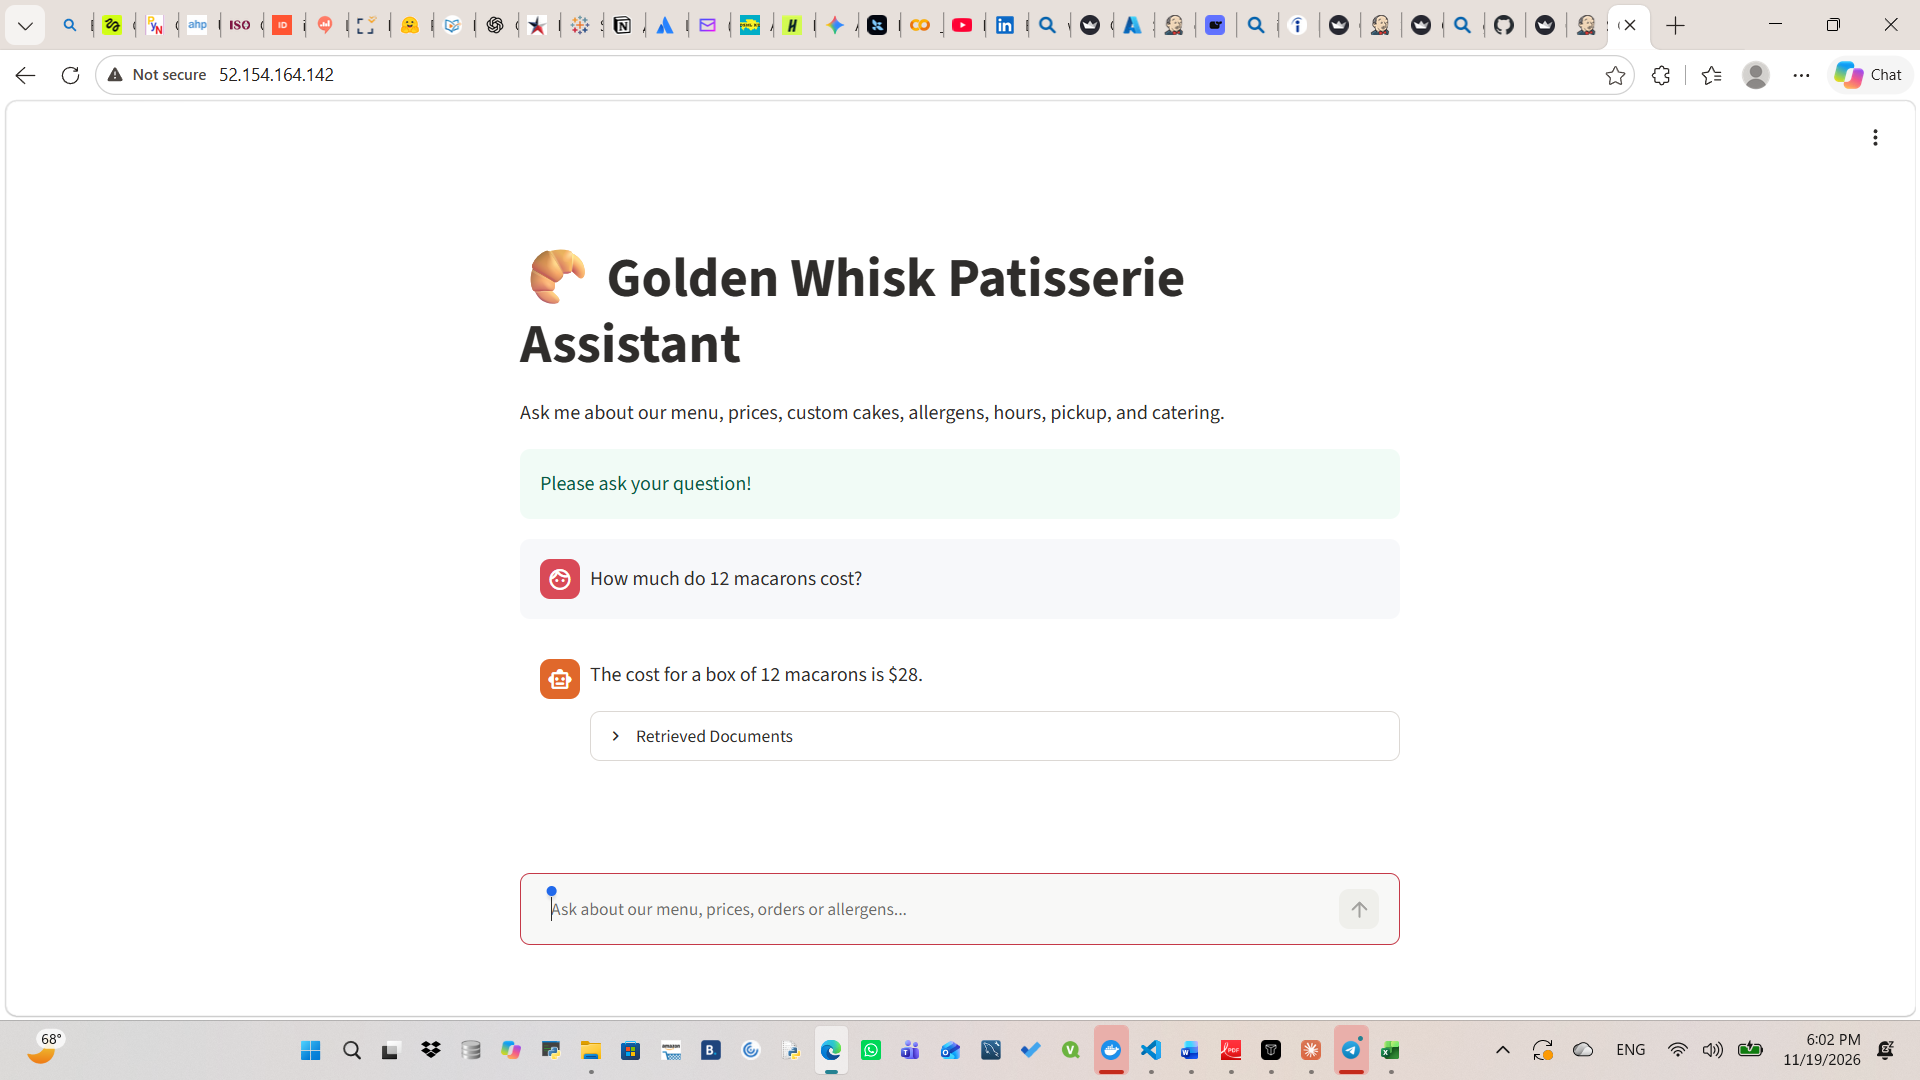 Not secure
52.154.164.142
Chat
Golden Whisk Patisserie
Assistant
Ask me about our menu, prices, custom cakes, allergens, hours, pickup, and catering.
Please ask your question!
How much do 12 macarons cost?
The cost for a box of 12 macarons is $28.
Retrieved Documents
Ask about our menu, prices, orders or allergens...
68°
ENG
6:02 PM
11/19/2026